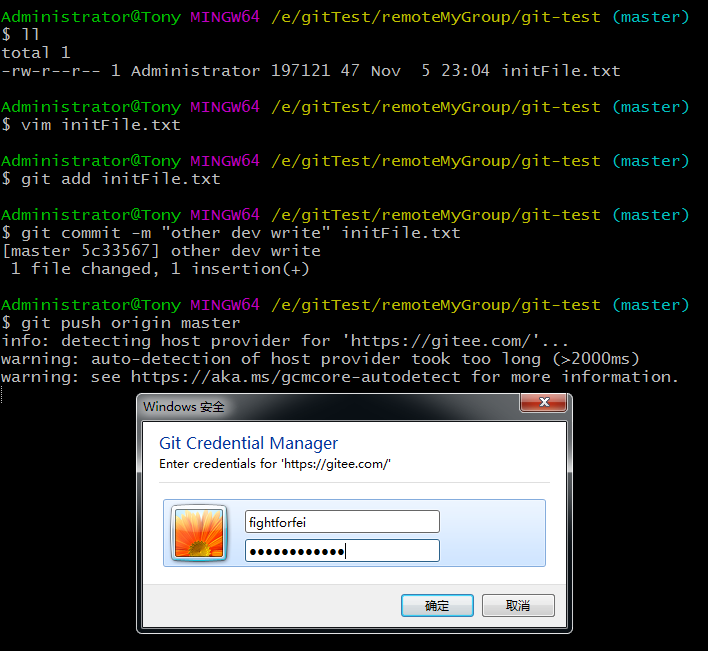 Administrator@Tony MINGW64 /e/gitTest/remoteMyGroup/git-test (master)
$ ll
total 1
-rw-r--r-- 1 Administrator 197121 47 Nov  5 23:04 initFile.txt
Administrator@Tony MINGW64 /e/gitTest/remoteMyGroup/git-test (master)
$ vim initFile.txt
Administrator@Tony MINGW64 /e/gitTest/remoteMyGroup/git-test (master)
$ git add initFile.txt
Administrator@Tony MINGW64 /e/gitTest/remoteMyGroup/git-test (master)
$ git commit -m "other dev write" initFile.txt
[master 5c33567] other dev write
 1 file changed, 1 insertion(+)
Administrator@Tony MINGW64 /e/gitTest/remoteMyGroup/git-test (master)
$ git push origin master
info: detecting host provider for 'https://gitee.com/'...
warning: auto-detection of host provider took too long (>2000ms)
warning: see https://aka.ms/gcmcore-autodetect for more information.
Windows 安全
Git Credential Manager
Enter credentials for 'https://gitee.com/'
fightforfei
●●●●●●●●●●●●
确定 取消